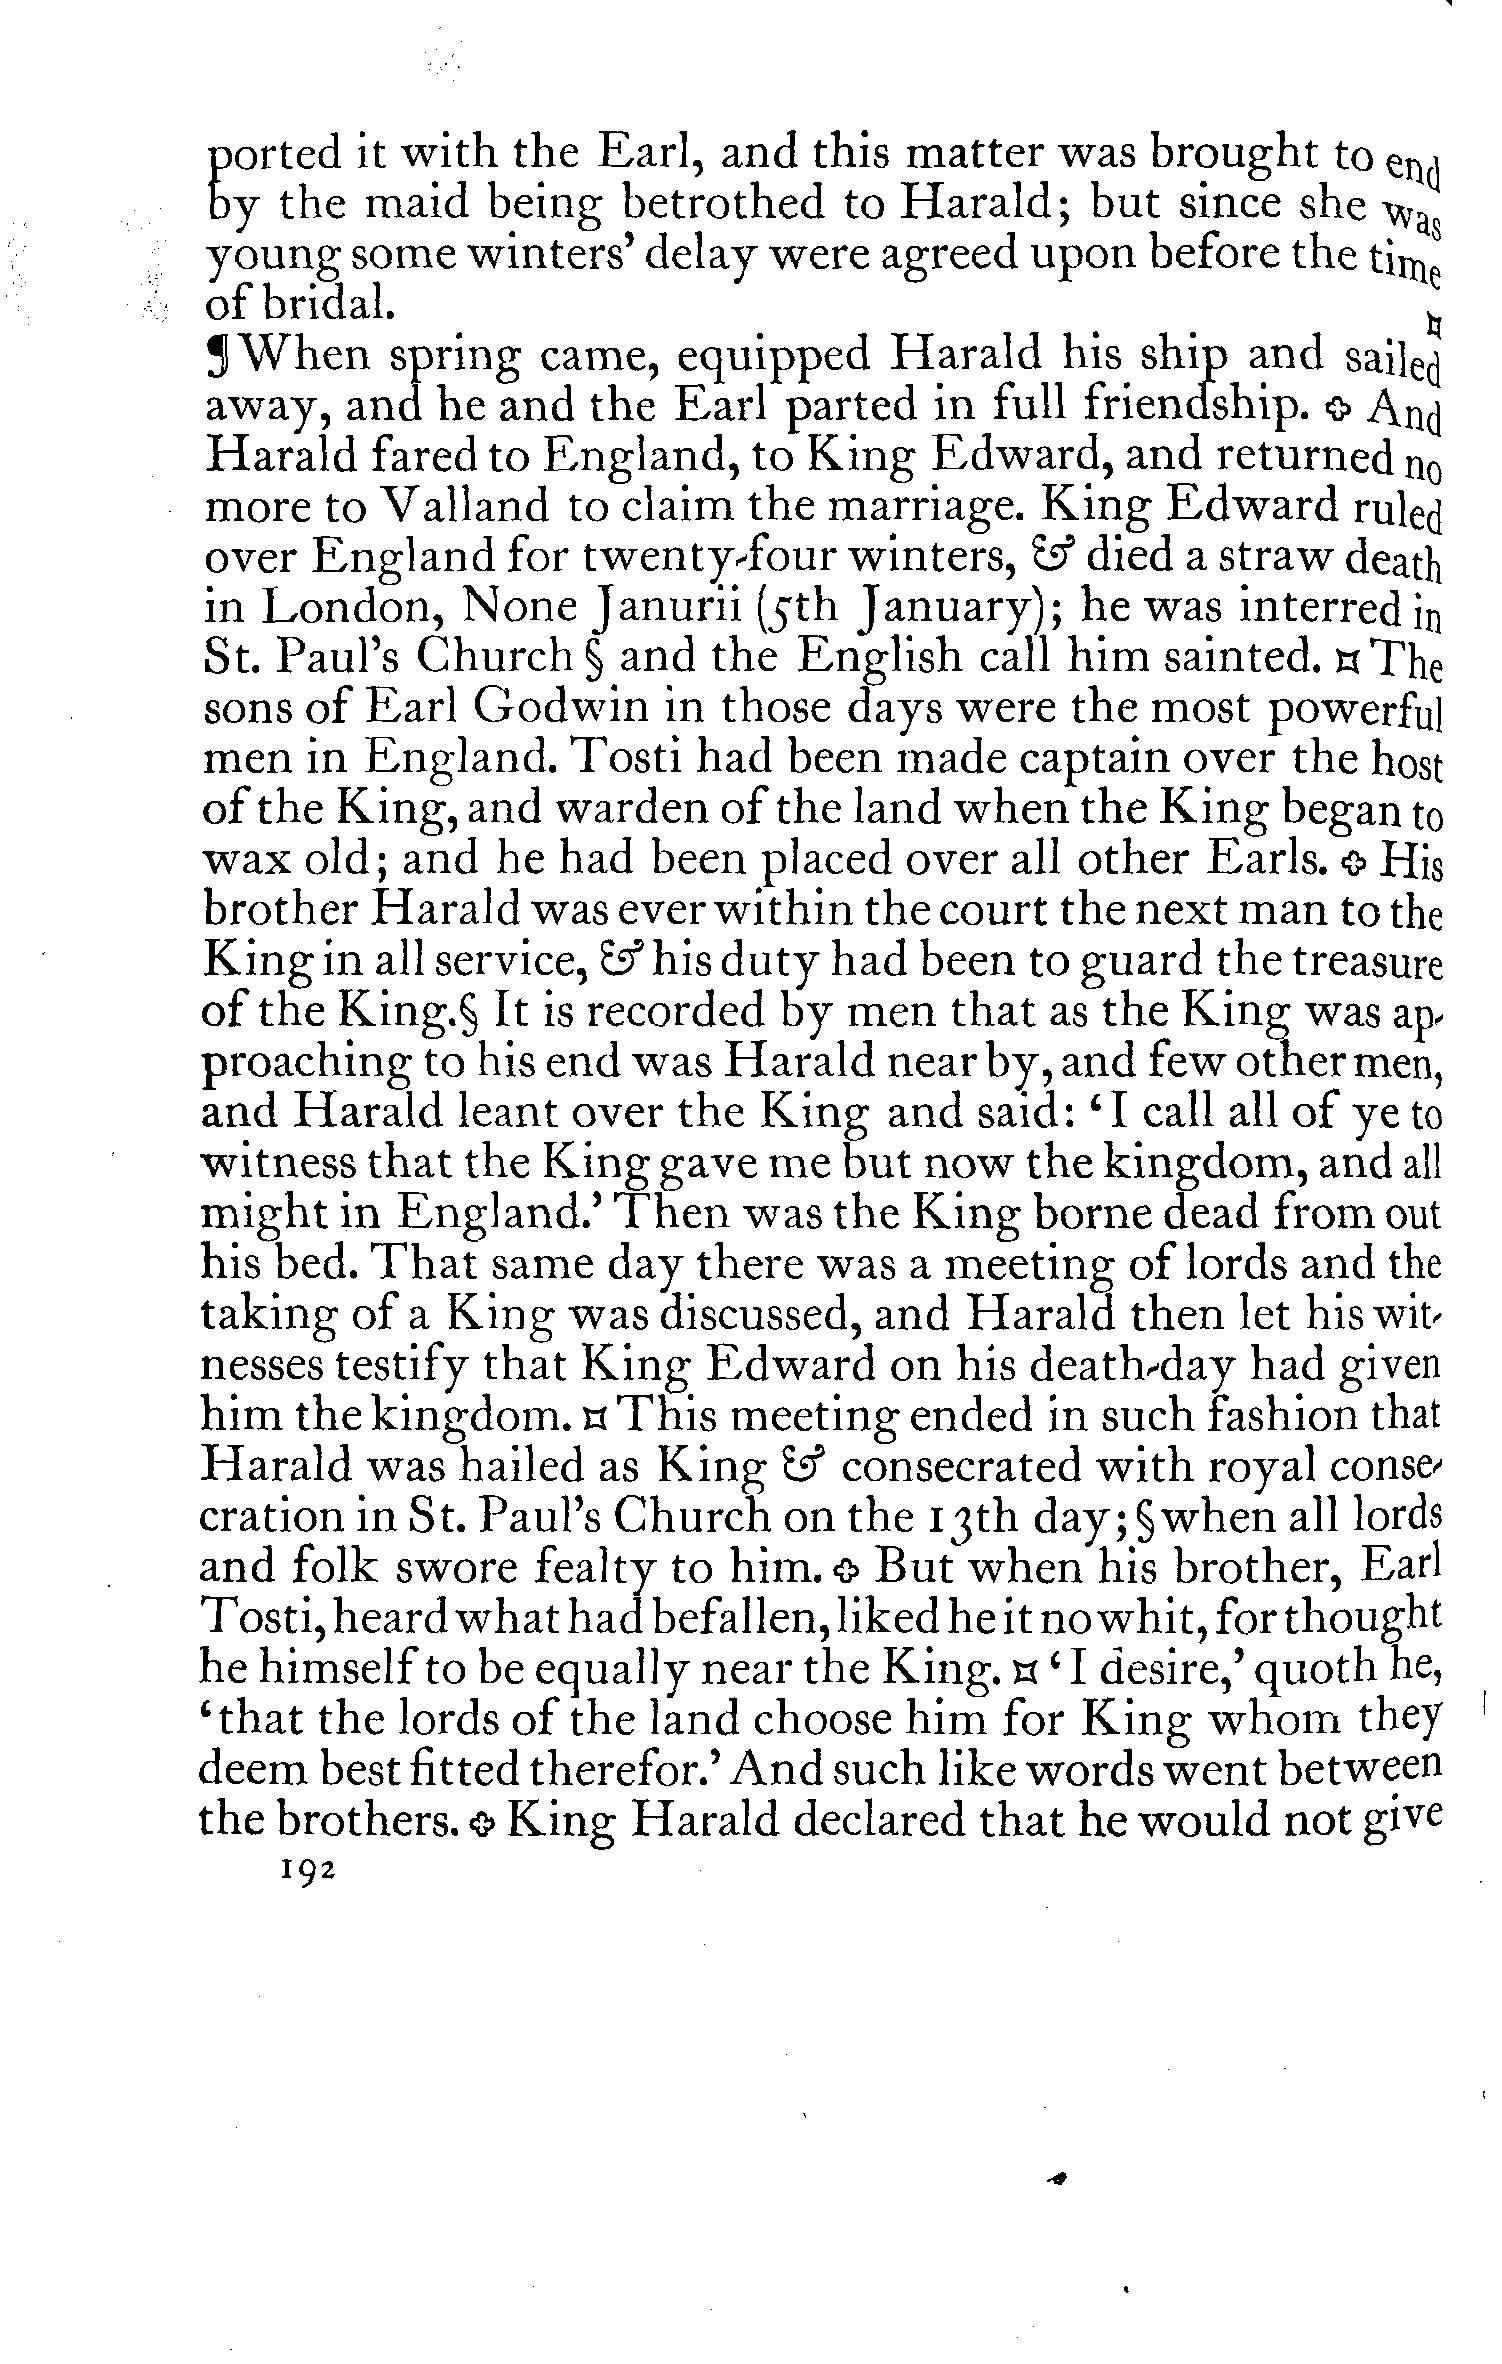 ported it with the Earl, and this matter was brought to end
by the maid being betrothed to Harald; but since she was
young some winters’ delay were agreed upon before the time
of bridal. ¤
¶ When spring came, equipped Harald his ship and sailed
away, and he and the Earl parted in full friendship. ✥ And
Harald fared to England, to King Edward, and returned no
more to Valland to claim the marriage. King Edward ruled
over England for twenty-four winters, & died a straw death
in London, None Janurii (5th January); he was interred in
St. Paul’s Church § and the English call him sainted. ¤ The
sons of Earl Godwin in those days were the most powerful
men in England. Tosti had been made captain over the host
of the King, and warden of the land when the King began to
wax old; and he had been placed over all other Earls. ✥ His
brother Harald was ever within the court the next man to the
King in all service, & his duty had been to guard the treasure
of the King. § It is recorded by men that as the King was ap-
proaching to his end was Harald near by, and few other men,
and Harald leant over the King and said: ‘I call all of ye to
witness that the King gave me but now the kingdom, and all
might in England.’ Then was the King borne dead from out
his bed. That same day there was a meeting of lords and the
taking of a King was discussed, and Harald then let his wit-
nesses testify that King Edward on his death-day had given
him the kingdom. ¤ This meeting ended in such fashion that
Harald was hailed as King & consecrated with royal conse-
cration in St. Paul’s Church on the 13th day; § when all lords
and folk swore fealty to him. ✥ But when his brother, Earl
Tosti, heard what had befallen, liked he it no whit, for thought
he himself to be equally near the King. ¤ ‘I desire,’ quoth he,
‘that the lords of the land choose him for King whom they
deem best fitted therefor.’ And such like words went between
the brothers. ✥ King Harald declared that he would not give
192